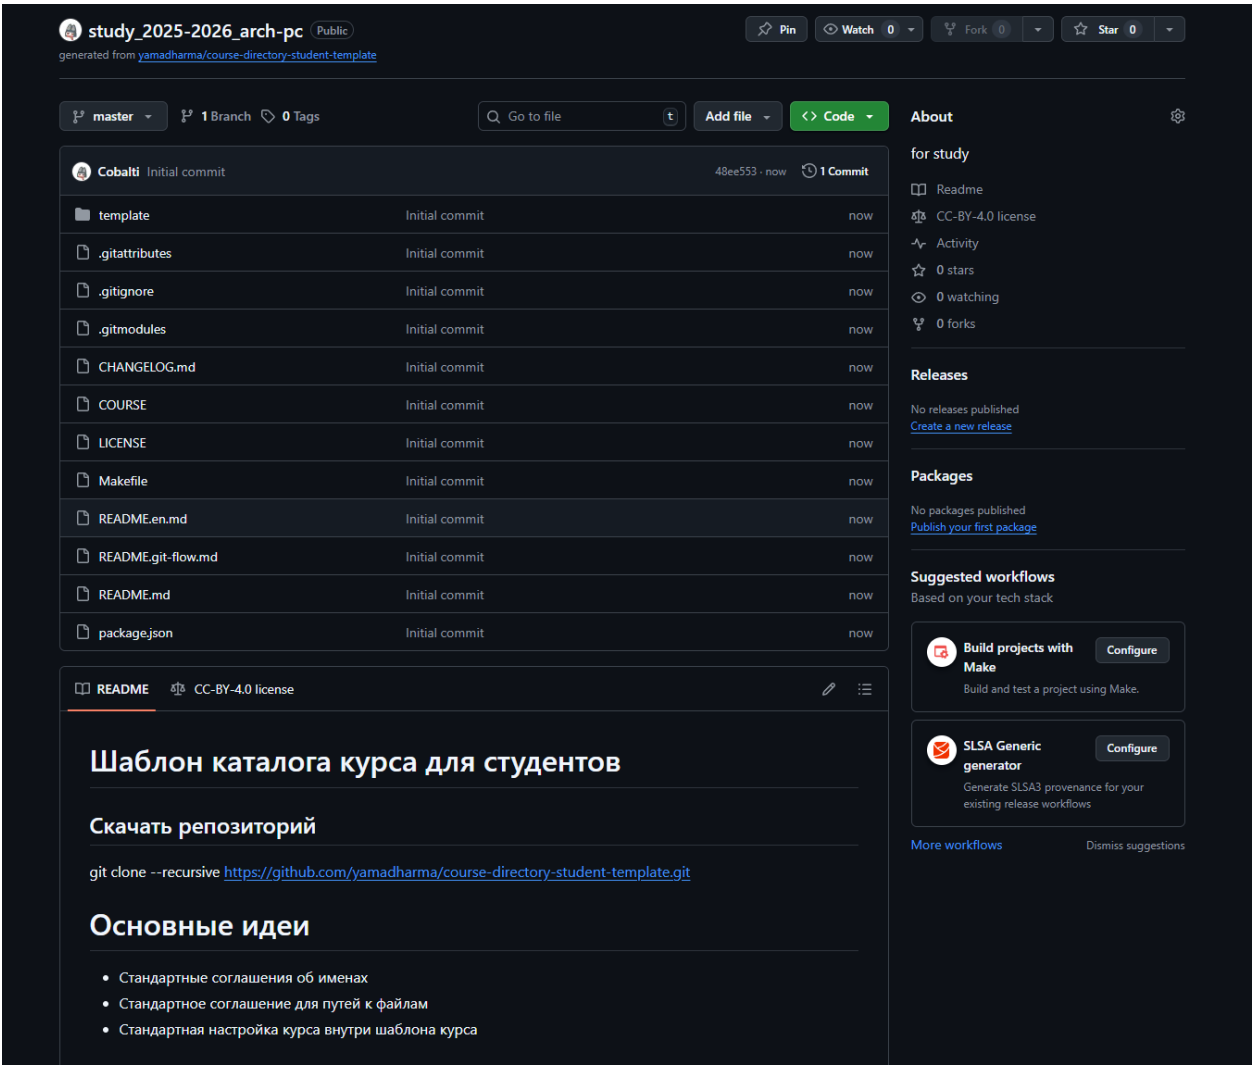 study_2025-2026_arch-pc Public
Pin Watch 0 Fork 0 Star 0
generated from yamadharma/course-directory-student-template
master 1 Branch 0 Tags Go to file t Add file Code
Cobalti Initial commit 48ee553 · now 1 Commit
template Initial commit now
.gitattributes Initial commit now
.gitignore Initial commit now
.gitmodules Initial commit now
CHANGELOG.md Initial commit now
COURSE Initial commit now
LICENSE Initial commit now
Makefile Initial commit now
README.en.md Initial commit now
README.git-flow.md Initial commit now
README.md Initial commit now
package.json Initial commit now
README CC-BY-4.0 license
Шаблон каталога курса для студентов
Скачать репозиторий
git clone --recursive https://github.com/yamadharma/course-directory-student-template.git
Основные идеи
• Стандартные соглашения об именах
• Стандартное соглашение для путей к файлам
• Стандартная настройка курса внутри шаблона курса
About
for study
Readme
CC-BY-4.0 license
Activity
0 stars
0 watching
0 forks
Releases
No releases published
Create a new release
Packages
No packages published
Publish your first package
Suggested workflows
Based on your tech stack
Build projects with
Make
Configure
Build and test a project using Make.
SLSA Generic
generator
Configure
Generate SLSA3 provenance for your
existing release workflows
More workflows Dismiss suggestions